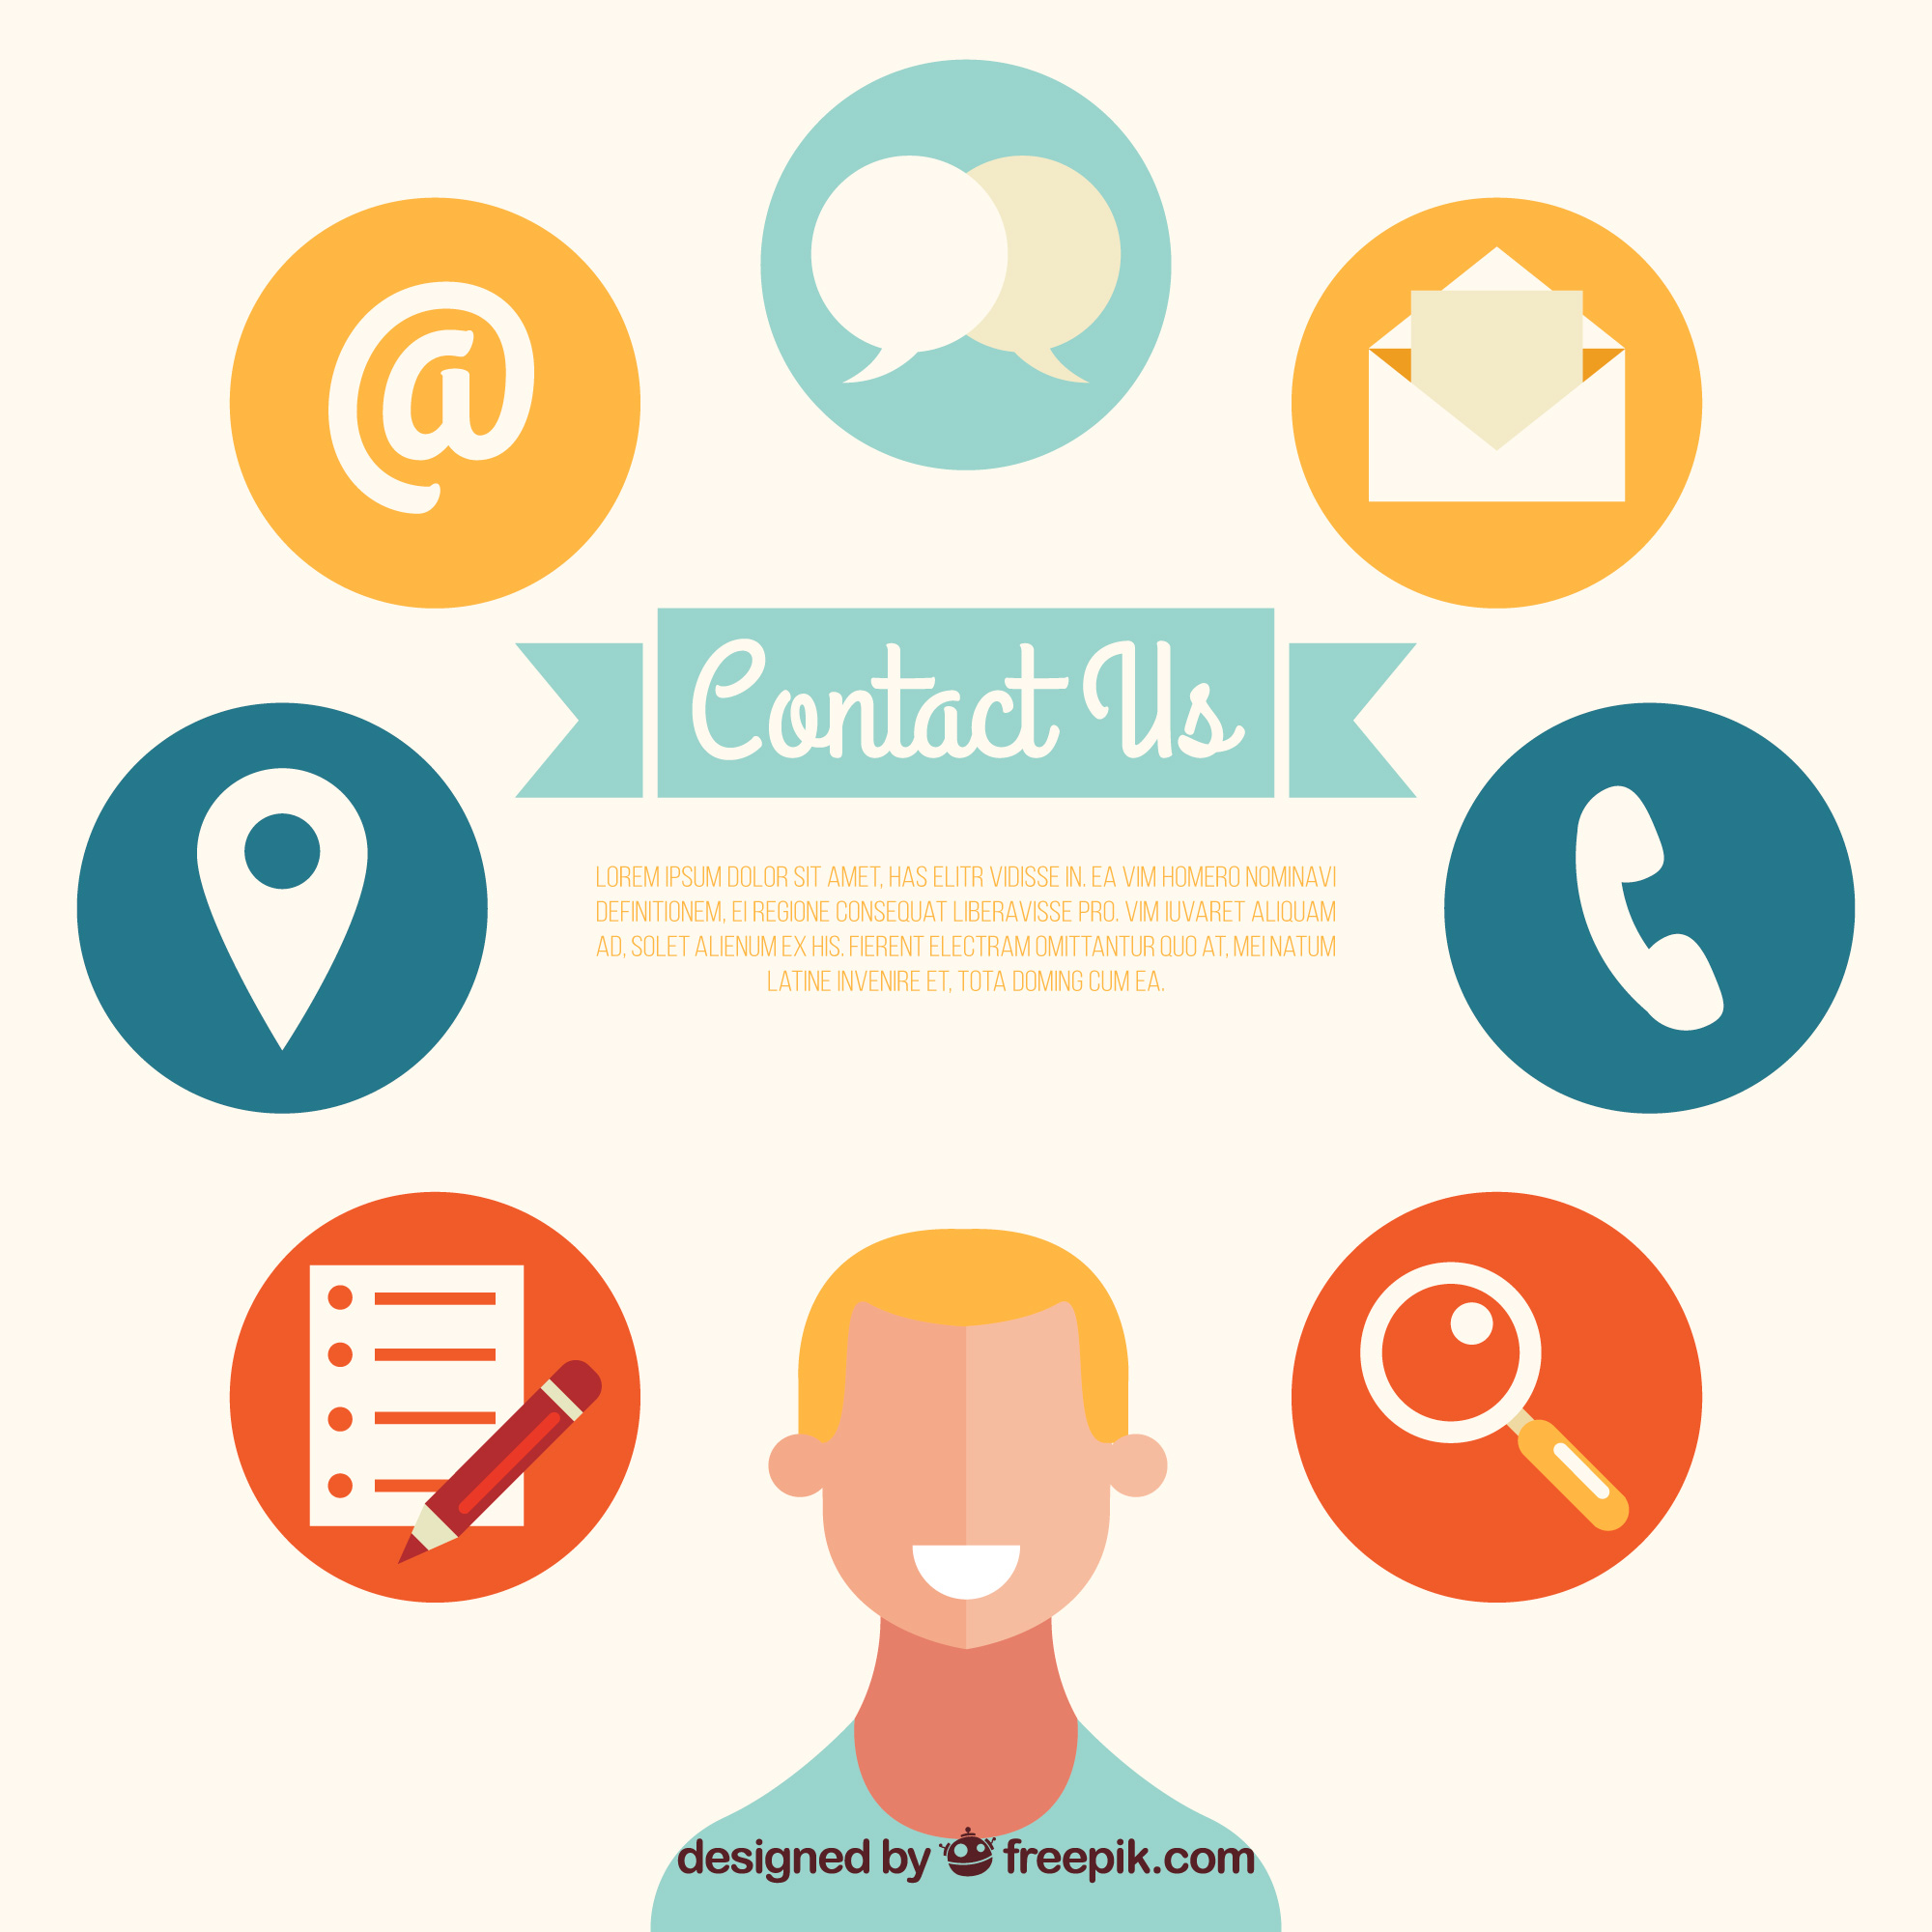 @
Contact Us
LOREM IPSUM DOLOR SIT AMET, HAS ELITR VIDISSE IN. EA VIM HOMERO NOMINAVI
DEFINITIONEM, EI REGIONE CONSEQUAT LIBERAVISSE PRO. VIM IUVARET ALIQUAM
AD, SOLET ALIENUM EX HIS. FIERENT ELECTRAM OMITTANTUR QUO AT, MEI NATUM
LATINE INVENIRE ET, TOTA DOMING CUM EA.
designed by freepik.com